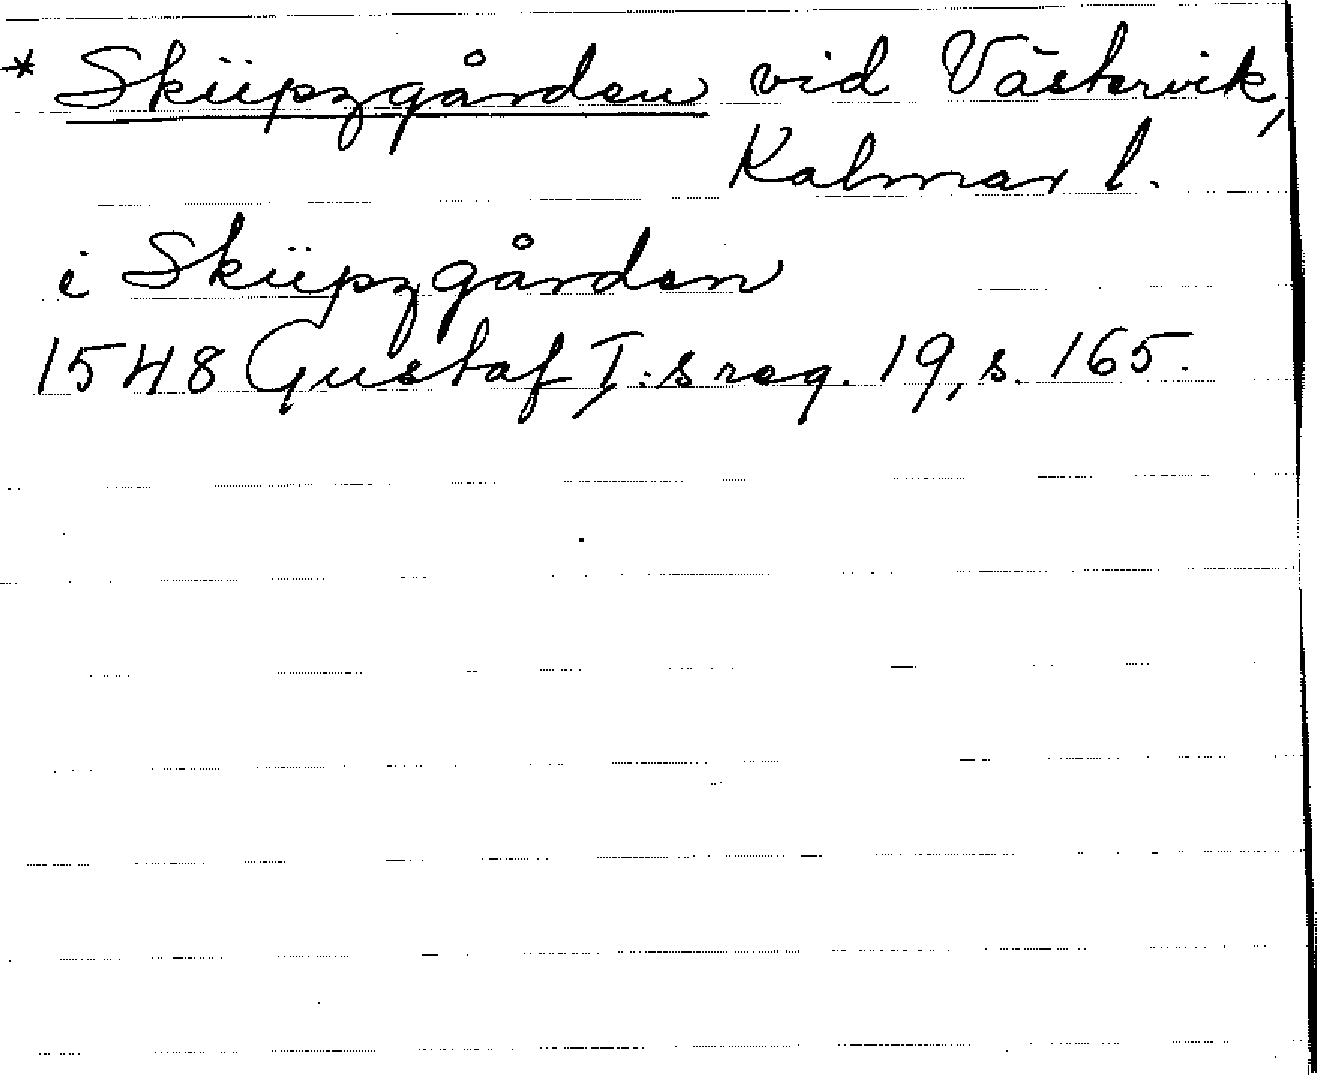 * Sküpzgården vid Västervik,
Kalmar l.
i Sküpzgården
1548 Gustaf I:s reg. 19, s. 165.